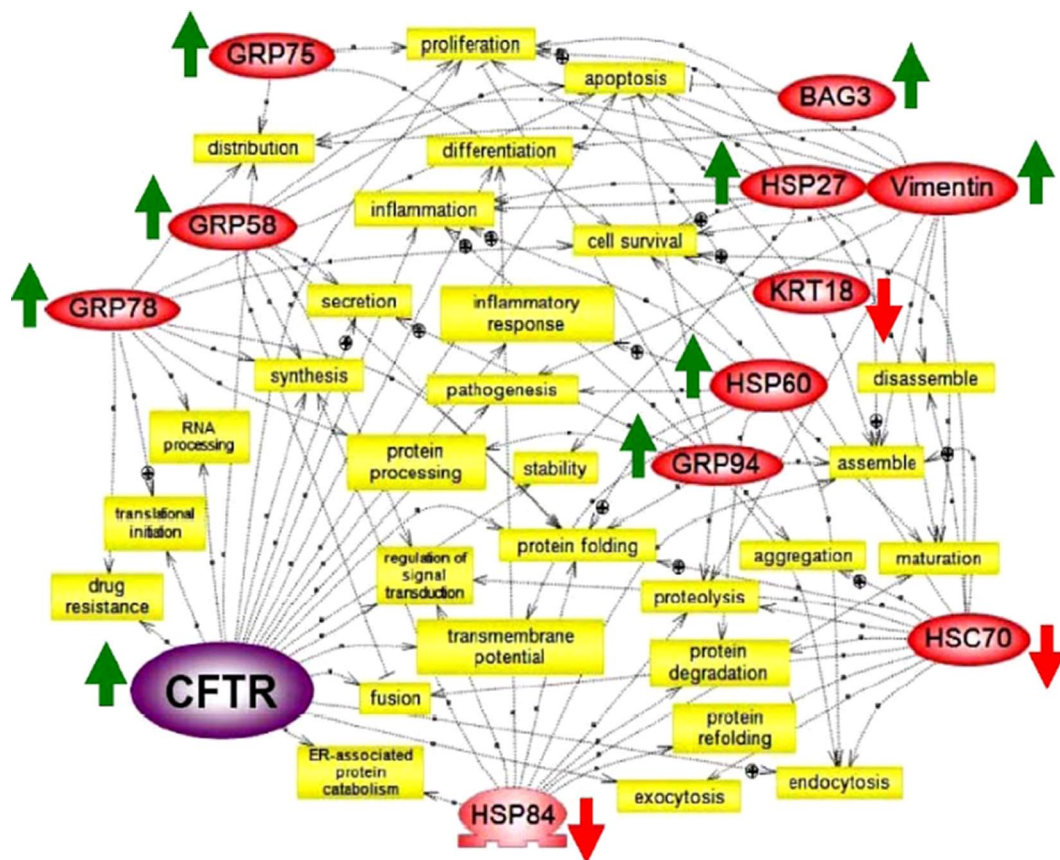 GRP75
proliferation
apoptosis
BAG3
distribution
differentiation
HSP27
Vimentin
GRP58
inflammation
cell survival
GRP78
secretion
inflammatory
response
KRT18
synthesis
pathogenesis
HSP60
disassemble
RNA
processing
protein
processing
stability
GRP94
assemble
translational
initiation
regulation of
signal
transduction
protein folding
aggregation
maturation
drug
resistance
proteolysis
HSC70
transmembrane
potential
protein
degradation
CFTR
fusion
protein
refolding
ER-associated
protein
catabolism
HSP84
exocytosis
endocytosis